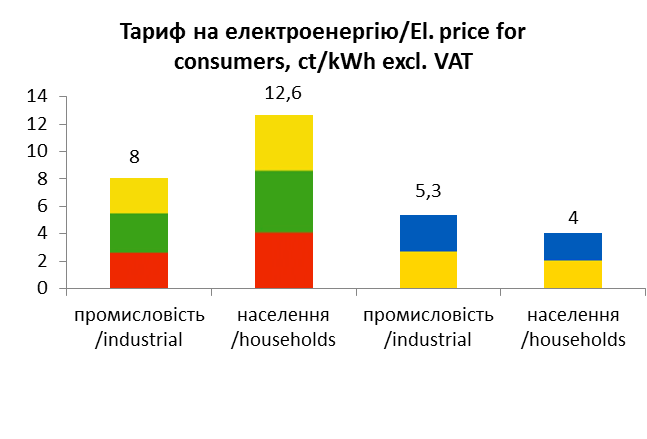 Тариф на електроенергію/El. price for
consumers, ct/kWh excl. VAT
14
12
10
8
6
4
2
0
8
12,6
5,3
4
промисловість
/industrial
населення
/households
промисловість
/industrial
населення
/households